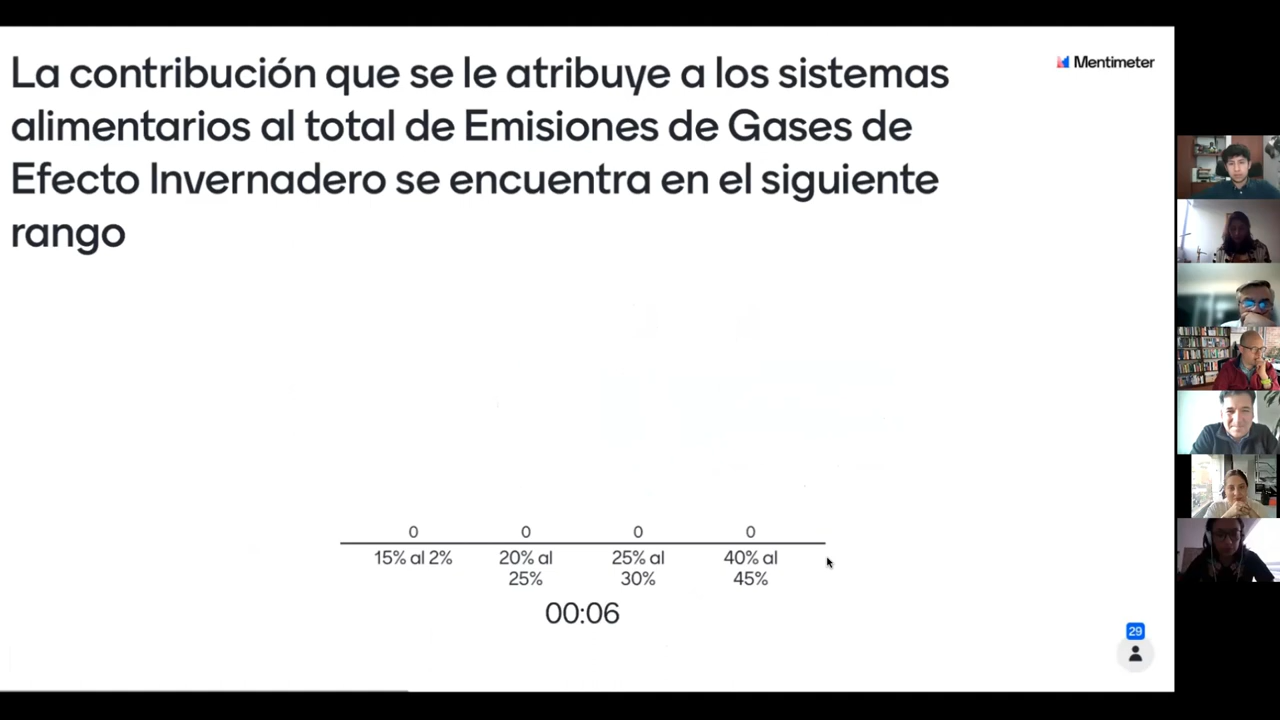 La contribución que se le atribuye a los sistemas
alimentarios al total de Emisiones de Gases de
Efecto Invernadero se encuentra en el siguiente
rango
Mentimeter
0 0 0 0
15% al 2% 20% al 25% 25% al 30% 40% al 45%
00:06
29